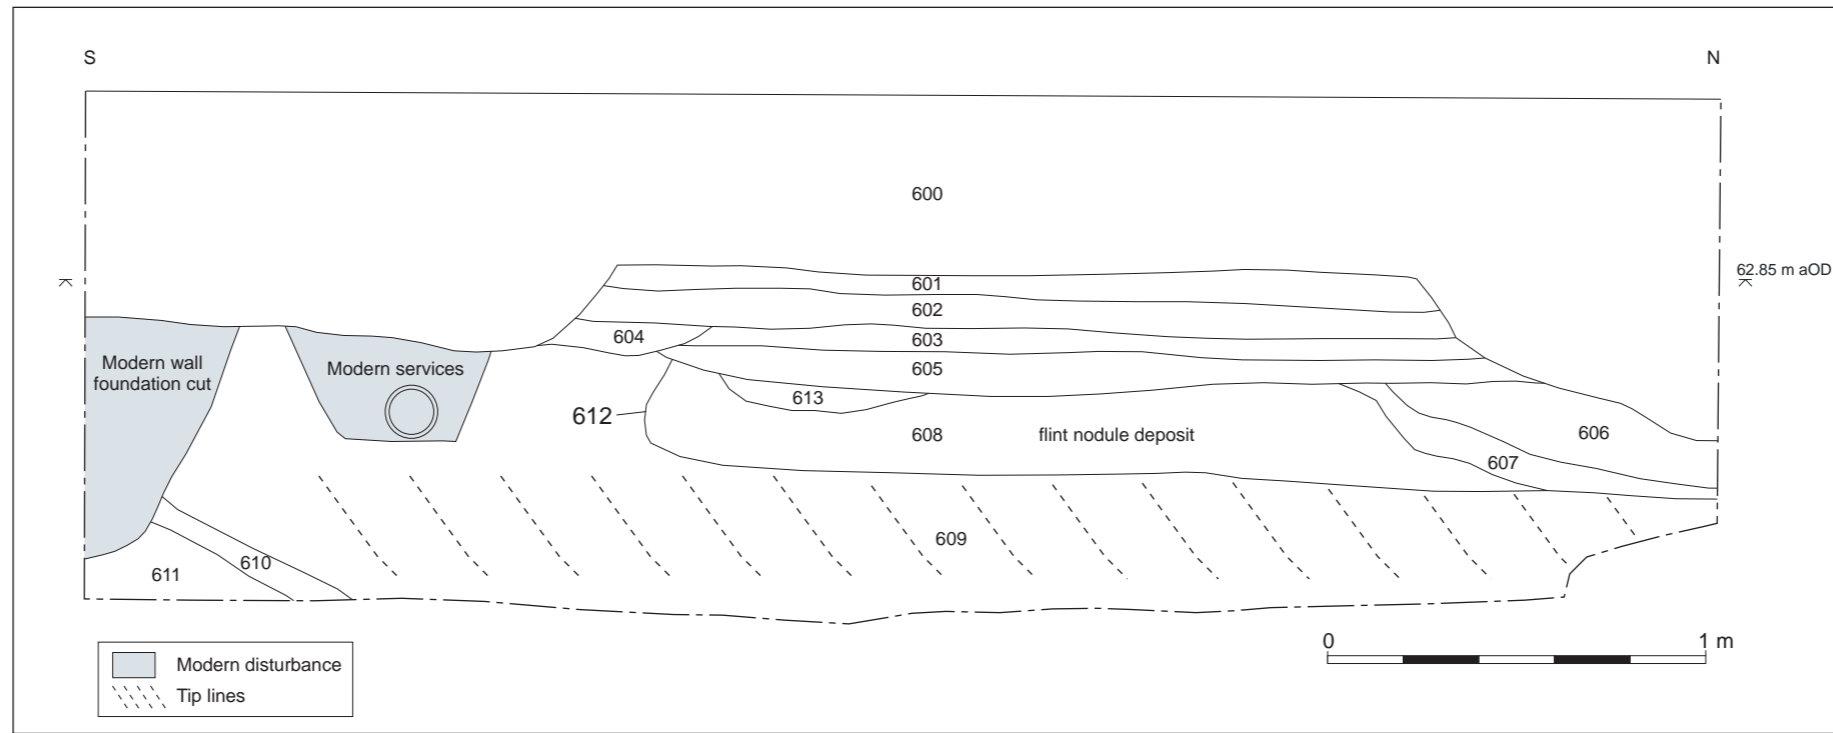 S
N
600
K
62.85 m aOD
K
601
602
603
604
605
Modern wall
foundation cut
Modern services
613
612
608
flint nodule deposit
606
607
609
610
611
0
1 m
Modern disturbance
Tip lines